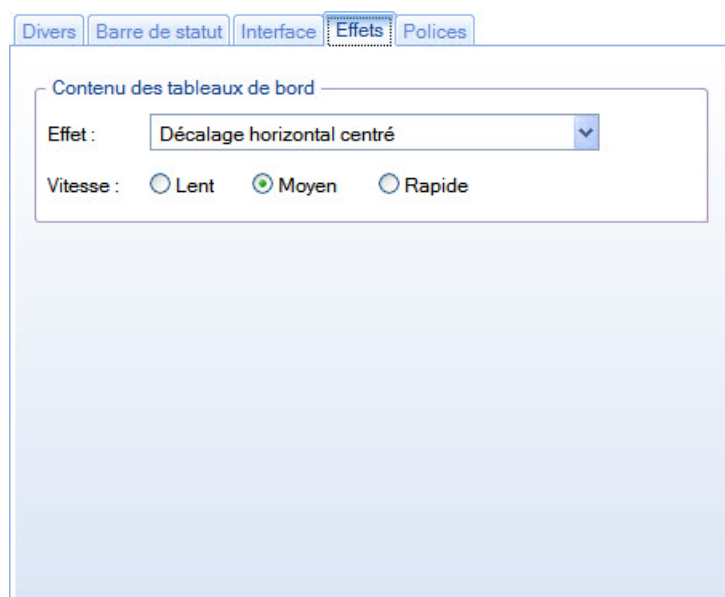 Divers Barre de statut Interface Effets Polices
Contenu des tableaux de bord
Effet : Décalage horizontal centré
Vitesse : Lent Moyen Rapide